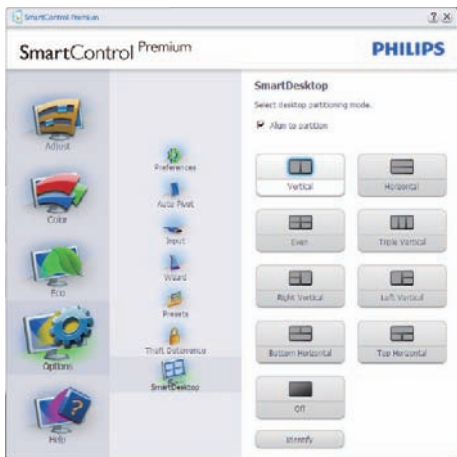 SmartControl Premium
SmartControl Premium
PHILIPS
Adjust
Color
Eco
Options
Help
Preferences
Auto Pivot
Input
Wizard
Presets
Theft Deterrence
SmartDesktop
SmartDesktop
Select desktop partitioning mode.
Align to partition
Vertical
Horizontal
Even
Triple Vertical
Right Vertical
Left Vertical
Bottom Horizontal
Top Horizontal
Off
Identify